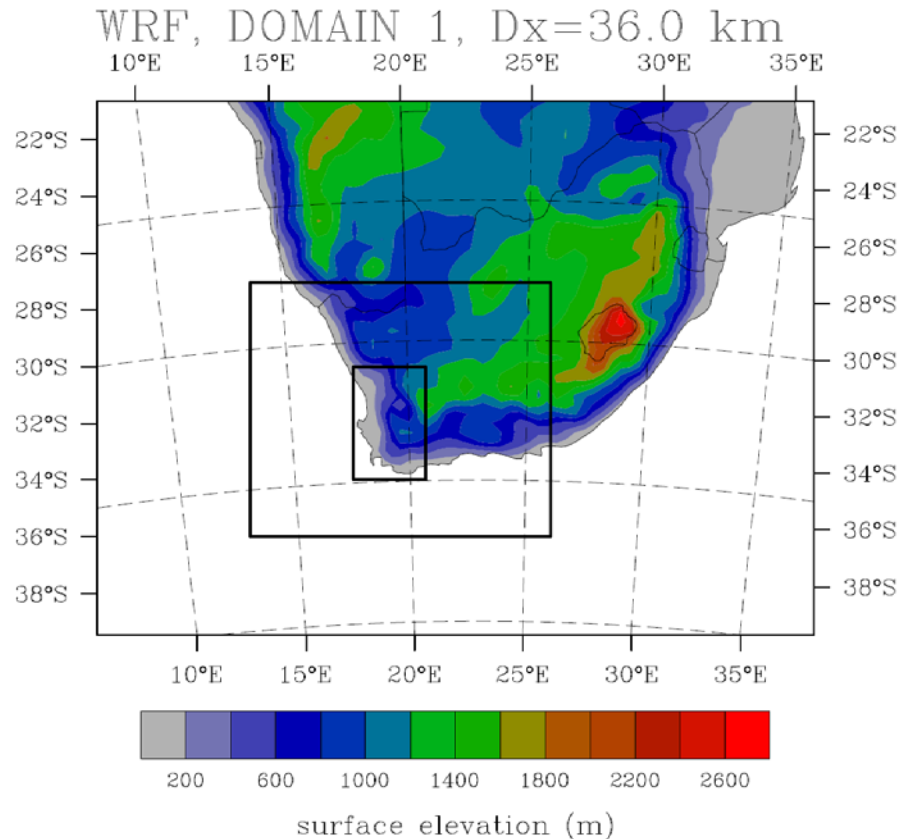 WRF, DOMAIN 1, Dx=36.0 km
10°E 15°E 20°E 25°E 30°E 35°E
22°S 22°S
24°S 24°S
26°S 26°S
28°S 28°S
30°S 30°S
32°S 32°S
34°S 34°S
36°S 36°S
38°S 38°S
10°E 15°E 20°E 25°E 30°E 35°E
200 600 1000 1400 1800 2200 2600
surface elevation (m)